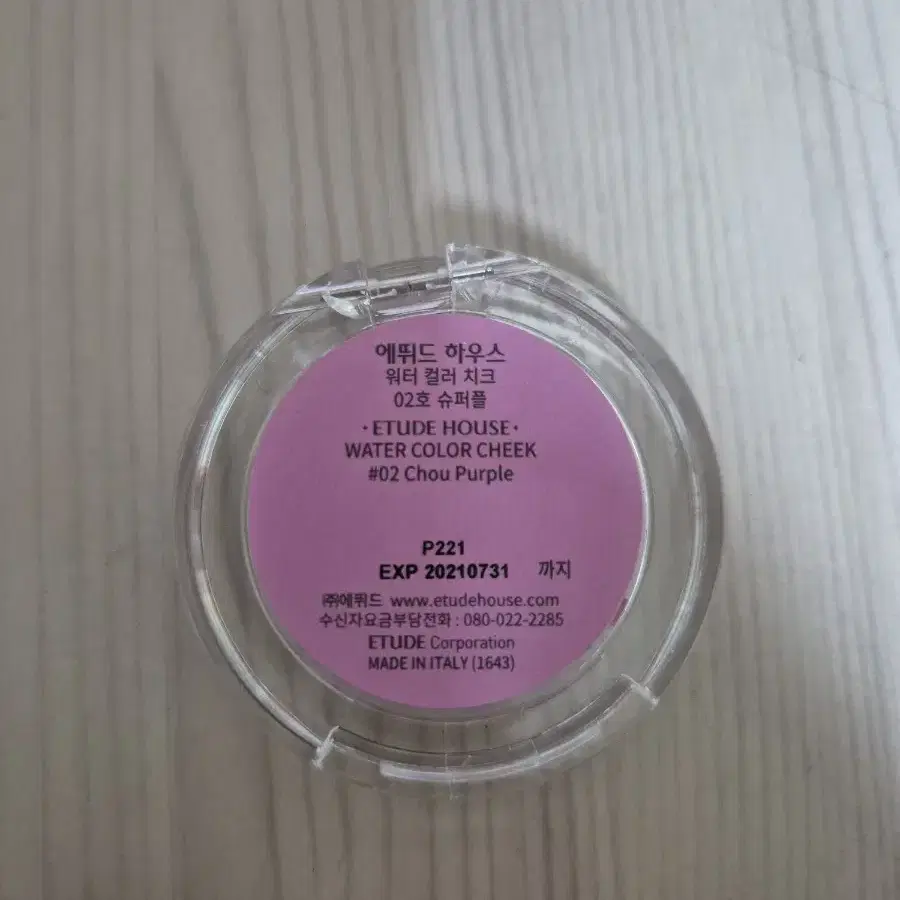 에뛰드 하우스
워터 컬러 치크
02호 슈퍼플
·ETUDE HOUSE·
WATER COLOR CHEEK
#02 Chou Purple
P221
EXP 20210731 까지
㈜에뛰드 www.etudehouse.com
수신자요금부담전화 : 080-022-2285
ETUDE Corporation
MADE IN ITALY (1643)